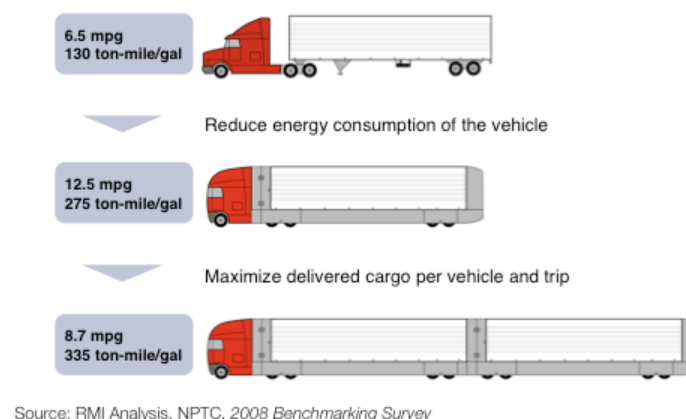 6.5 mpg
130 ton-mile/gal
Reduce energy consumption of the vehicle
12.5 mpg
275 ton-mile/gal
Maximize delivered cargo per vehicle and trip
8.7 mpg
335 ton-mile/gal
Source: RMI Analysis, NPTC, 2008 Benchmarking Survey